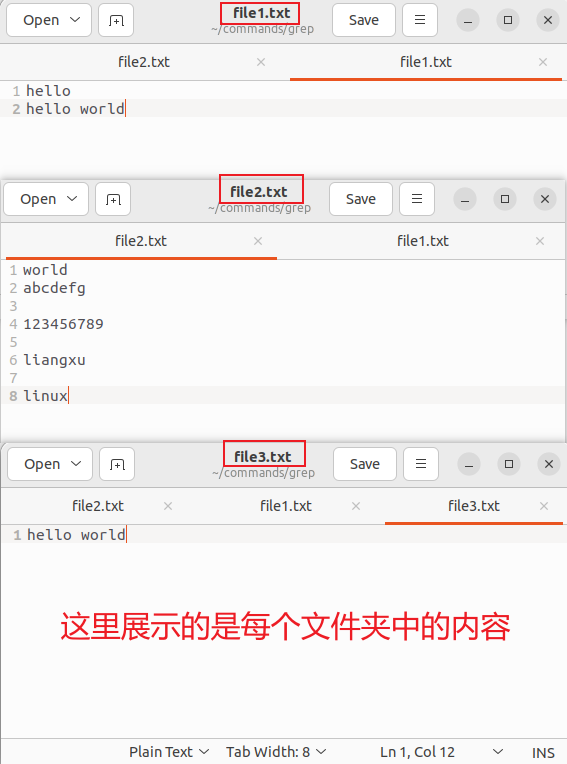 Open
file1.txt
~/commands/grep
Save
file2.txt
file1.txt
1 hello
2 hello world
Open
file2.txt
~/commands/grep
Save
file2.txt
file1.txt
1 world
2 abcdefg
3
4 123456789
5
6 liangxu
7
8 linux
Open
file3.txt
~/commands/grep
Save
file2.txt
file1.txt
file3.txt
1 hello world
这里展示的是每个文件夹中的内容
Plain Text
Tab Width: 8
Ln 1, Col 12
INS